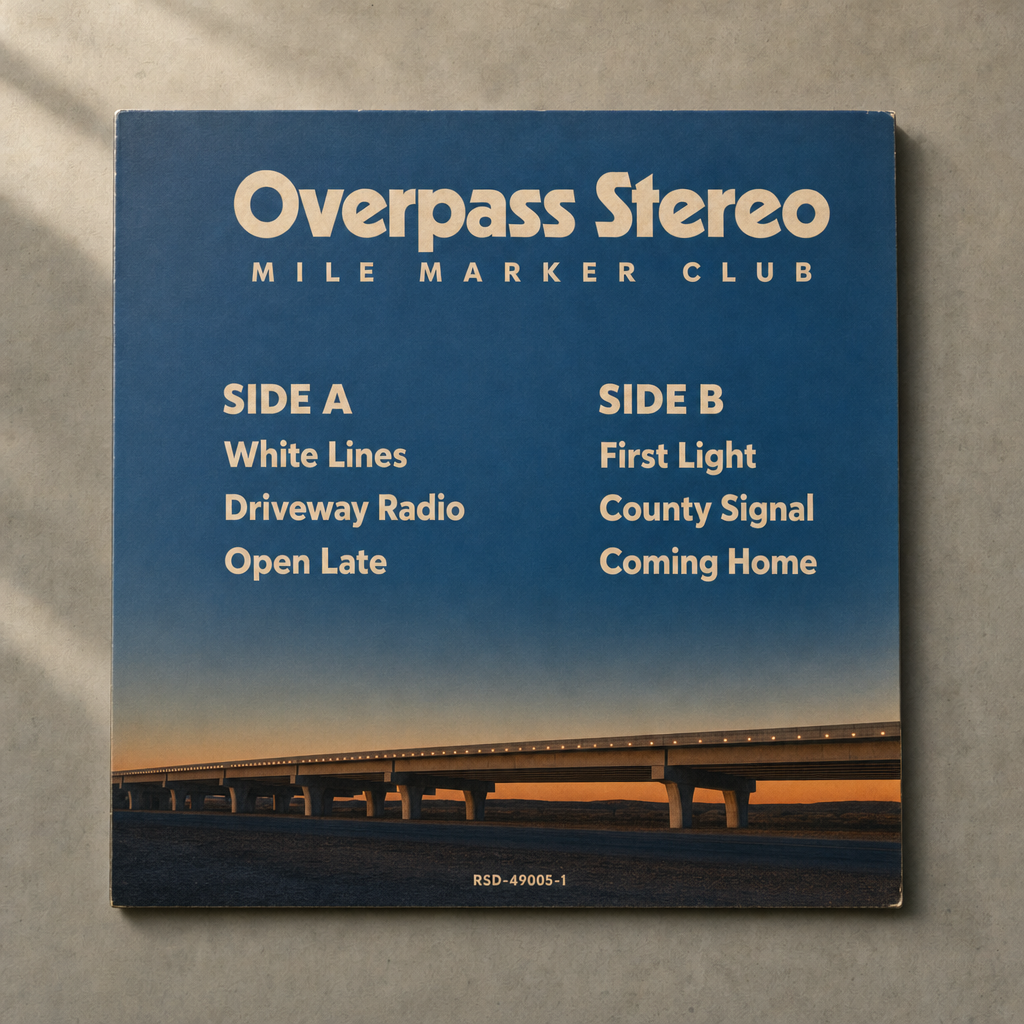 Overpass Stereo
MILE MARKER CLUB
SIDE A
White Lines
Driveway Radio
Open Late
SIDE B
First Light
County Signal
Coming Home
RSD-49005-1